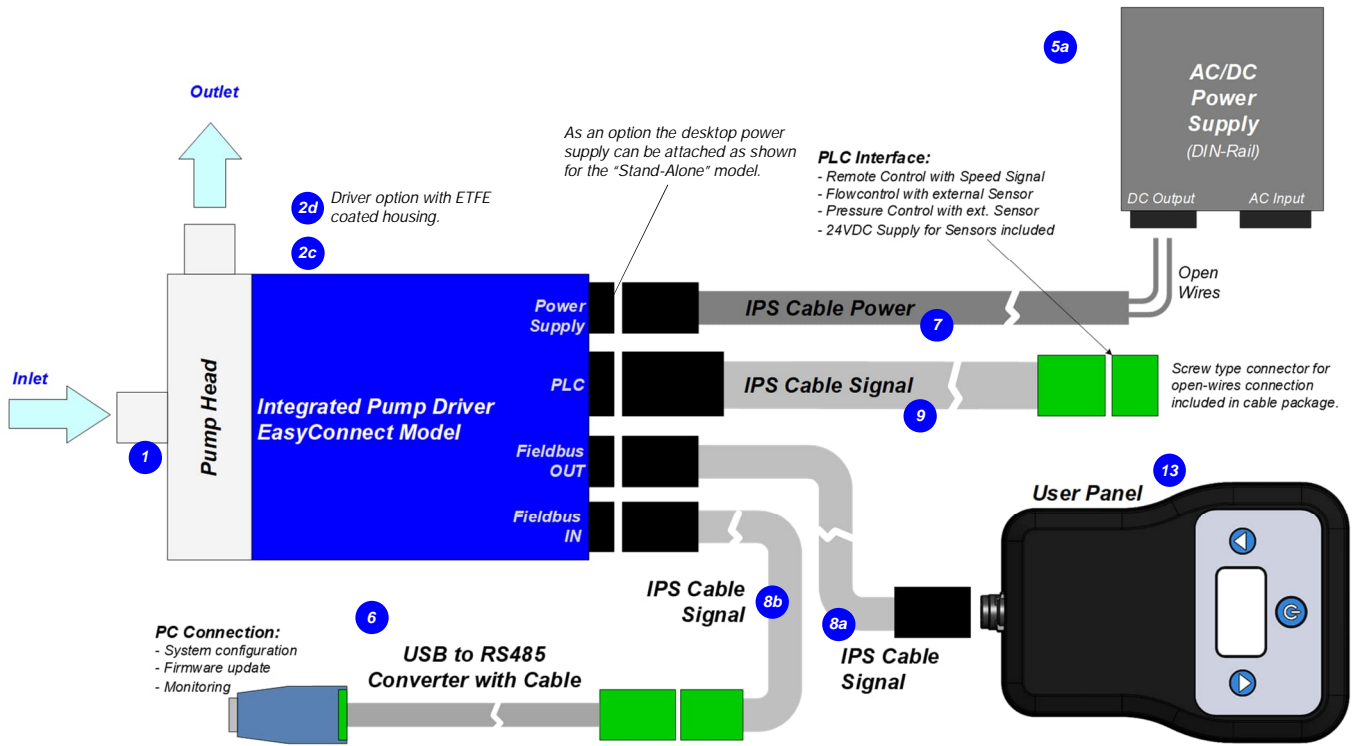 5a
AC/DC
Power
Supply
(DIN-Rail)
DC Output
AC Input
Outlet
As an option the desktop power
supply can be attached as shown
for the "Stand-Alone" model.
PLC Interface:
- Remote Control with Speed Signal
- Flowcontrol with external Sensor
- Pressure Control with ext. Sensor
- 24VDC Supply for Sensors included
2d
Driver option with ETFE
coated housing.
2c
Open
Wires
Power
Supply
IPS Cable Power
7
Inlet
PLC
IPS Cable Signal
9
Screw type connector for
open-wires connection
included in cable package.
Pump Head
1
Integrated Pump Driver
EasyConnect Model
Fieldbus
OUT
Fieldbus
IN
13
User Panel
IPS Cable
Signal
8b
8a
IPS Cable
Signal
6
PC Connection:
- System configuration
- Firmware update
- Monitoring
USB to RS485
Converter with Cable